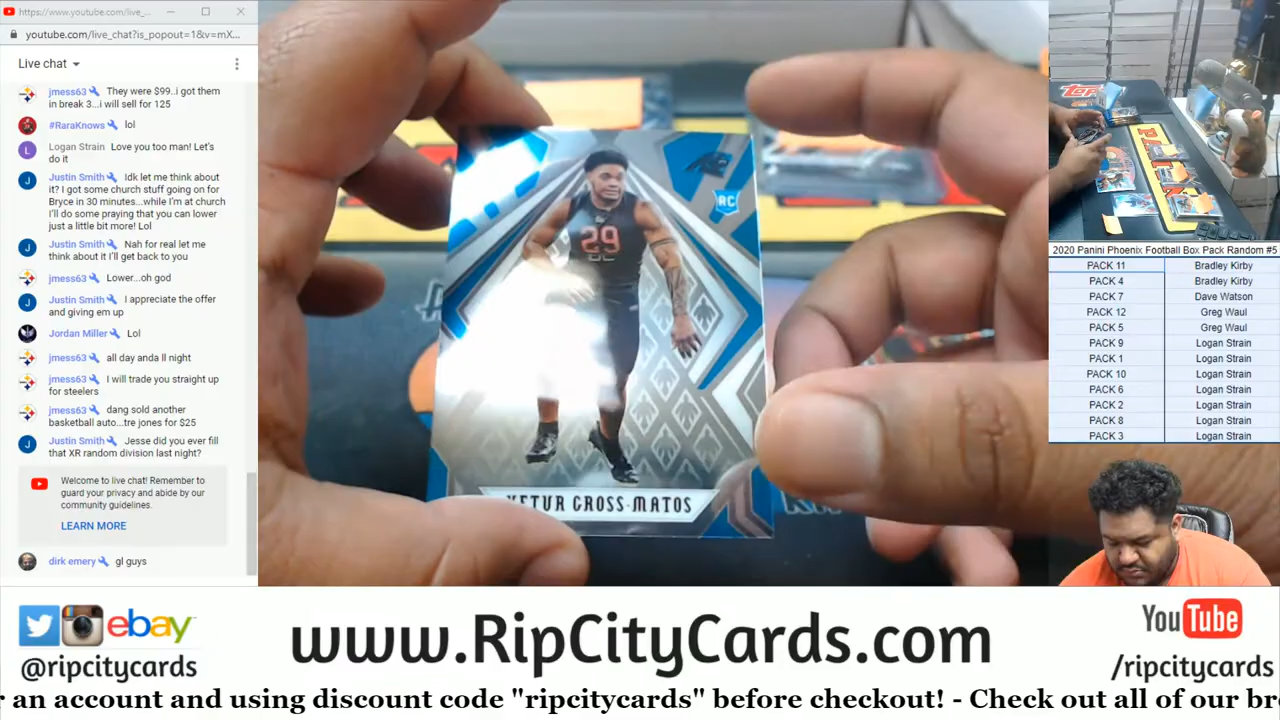 https://www.youtube.com/live_...
youtube.com/live_chat?is_popout=1&v=mX...
Live chat
jmess63 They were $99..i got them
in break 3...i will sell for 125
#RaraKnows lol
Logan Strain Love you too man! Let's
do it
Justin Smith Idk let me think about
it? I got some church stuff going on for
Bryce in 30 minutes...while I'm at church
I'll do some praying that you can lower
just a little bit more! Lol
Justin Smith Nah for real let me
think about it I'll get back to you
jmess63 Lower...oh god
Justin Smith I appreciate the offer
and giving em up
Jordan Miller Lol
jmess63 all day anda ll night
jmess63 I will trade you straight up
for steelers
jmess63 dang sold another
basketball auto...tre jones for $25
Justin Smith Jesse did you ever fill
that XR random division last night?
Welcome to live chat! Remember to
guard your privacy and abide by our
community guidelines.
LEARN MORE
dirk emery gl guys
RC
29
YETUR GROSS-MATOS
Topps
2020 Panini Phoenix Football Box Pack Random #5
PACK 11 Bradley Kirby
PACK 4 Bradley Kirby
PACK 7 Dave Watson
PACK 12 Greg Waul
PACK 5 Greg Waul
PACK 9 Logan Strain
PACK 1 Logan Strain
PACK 10 Logan Strain
PACK 6 Logan Strain
PACK 2 Logan Strain
PACK 8 Logan Strain
PACK 3 Logan Strain
ebay
@ripcitycards
www.RipCityCards.com
YouTube
/ripcitycards
r an account and using discount code "ripcitycards" before checkout! - Check out all of our br